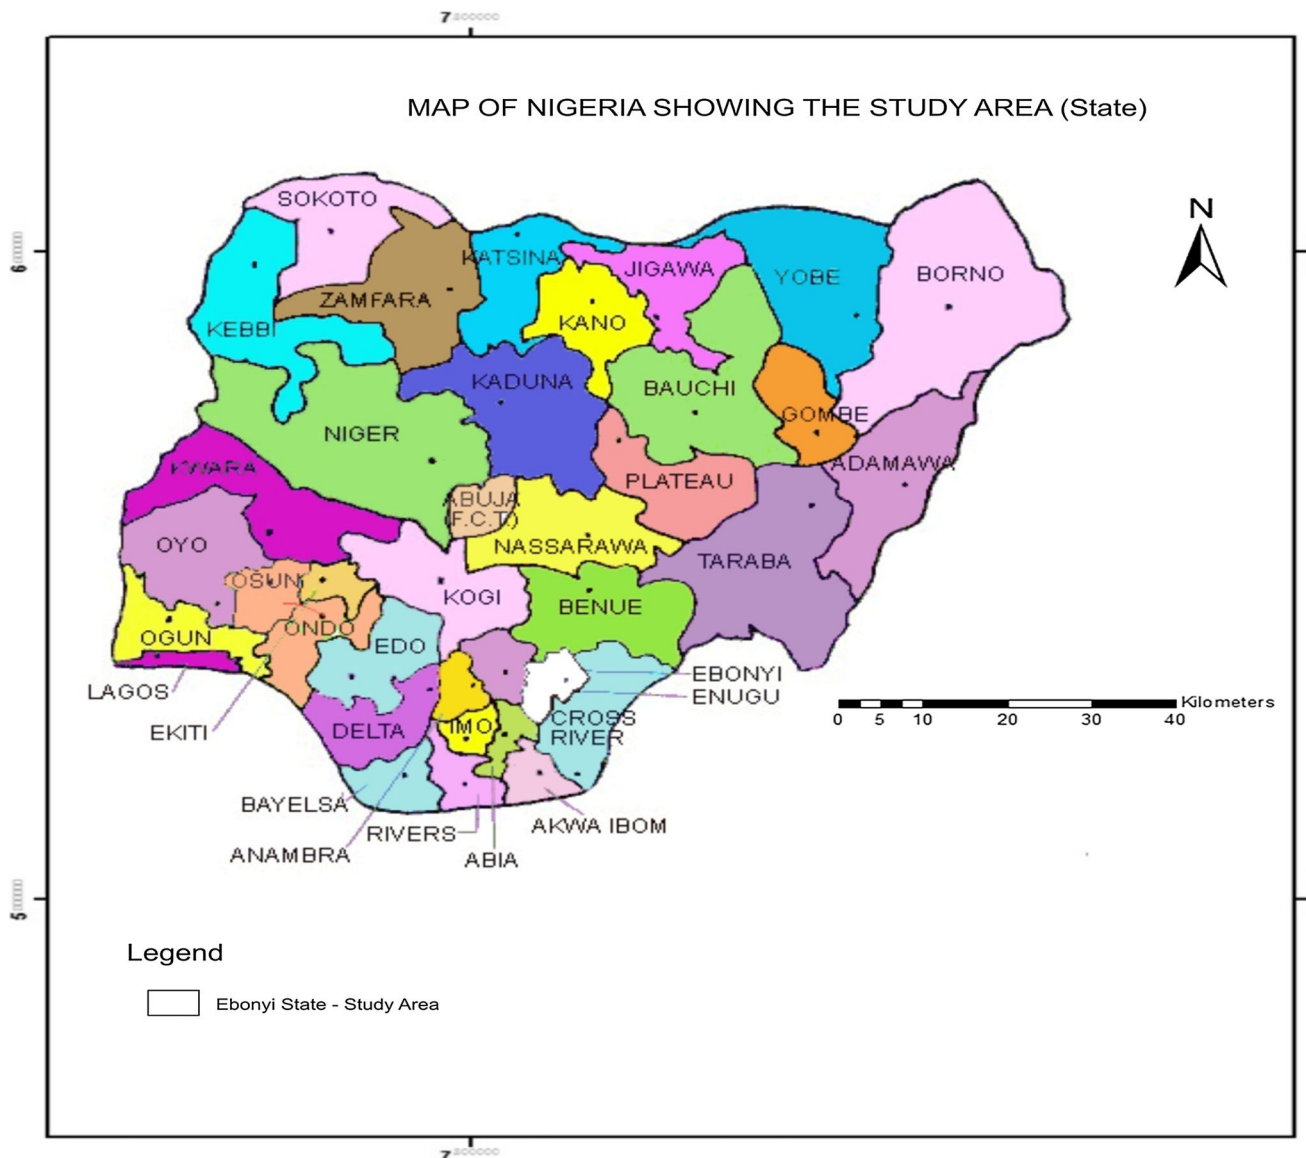 MAP OF NIGERIA SHOWING THE STUDY AREA (State)
N
SOKOTO
KATSINA
JIGAWA
YOBE
BORNO
ZAMFARA
KEBBI
KANO
KADUNA
BAUCHI
GOMBE
NIGER
ADAMAWA
KWARA
PLATEAU
ABUJA
(F.C.T.)
OYO
NASSARAWA
TARABA
OSUN
KOGI
BENUE
ONDO
OGUN
EDO
EBONYI
LAGOS
ENUGU
EKITI
DELTA
IMO
CROSS
RIVER
Kilometers
0 5 10 20 30 40
BAYELSA
RIVERS
AKWA IBOM
ANAMBRA
ABIA
Legend
Ebonyi State - Study Area